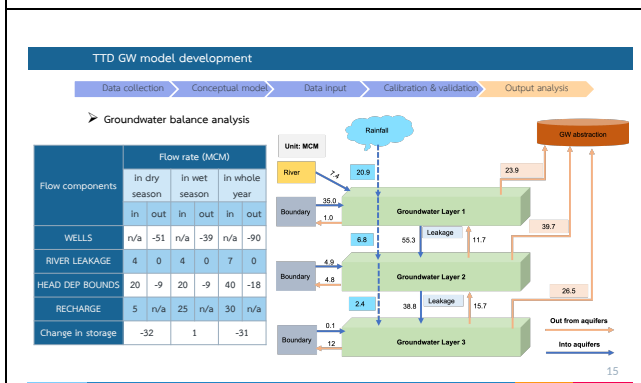 TTD GW model development
Data collection
Conceptual model
Data input
Calibration & validation
Output analysis
➢ Groundwater balance analysis
Flow components
Flow rate (MCM)
in dry season
in wet season
in whole year
in out in out in out
WELLS n/a -51 n/a -39 n/a -90
RIVER LEAKAGE 4 0 4 0 7 0
HEAD DEP BOUNDS 20 -9 20 -9 40 -18
RECHARGE 5 n/a 25 n/a 30 n/a
Change in storage -32 1 -31
Rainfall
GW abstraction
Unit: MCM
River
7.4
20.9
23.9
Boundary
35.0
1.0
Groundwater Layer 1
6.8
55.3
Leakage
11.7
39.7
Boundary
4.9
4.8
Groundwater Layer 2
2.4
38.8
Leakage
15.7
26.5
Boundary
0.1
12
Groundwater Layer 3
Out from aquifers
Into aquifers
15